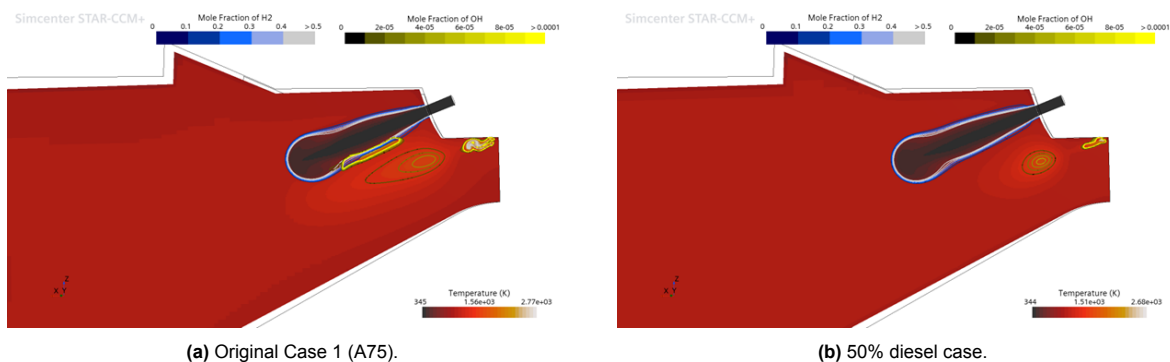 Simcenter STAR-CCM+
Mole Fraction of H2
0 0.1 0.2 0.3 0.4 > 0.5
Mole Fraction of OH
0 2e-05 4e-05 6e-05 8e-05 > 0.0001
Z
X Y
Temperature (K)
345 1.56e+03 2.77e+03
(a) Original Case 1 (A75).
Simcenter STAR-CCM+
Mole Fraction of H2
0 0.1 0.2 0.3 0.4 > 0.5
Mole Fraction of OH
0 2e-05 4e-05 6e-05 8e-05 > 0.0001
Z
X Y
Temperature (K)
344 1.51e+03 2.68e+03
(b) 50% diesel case.